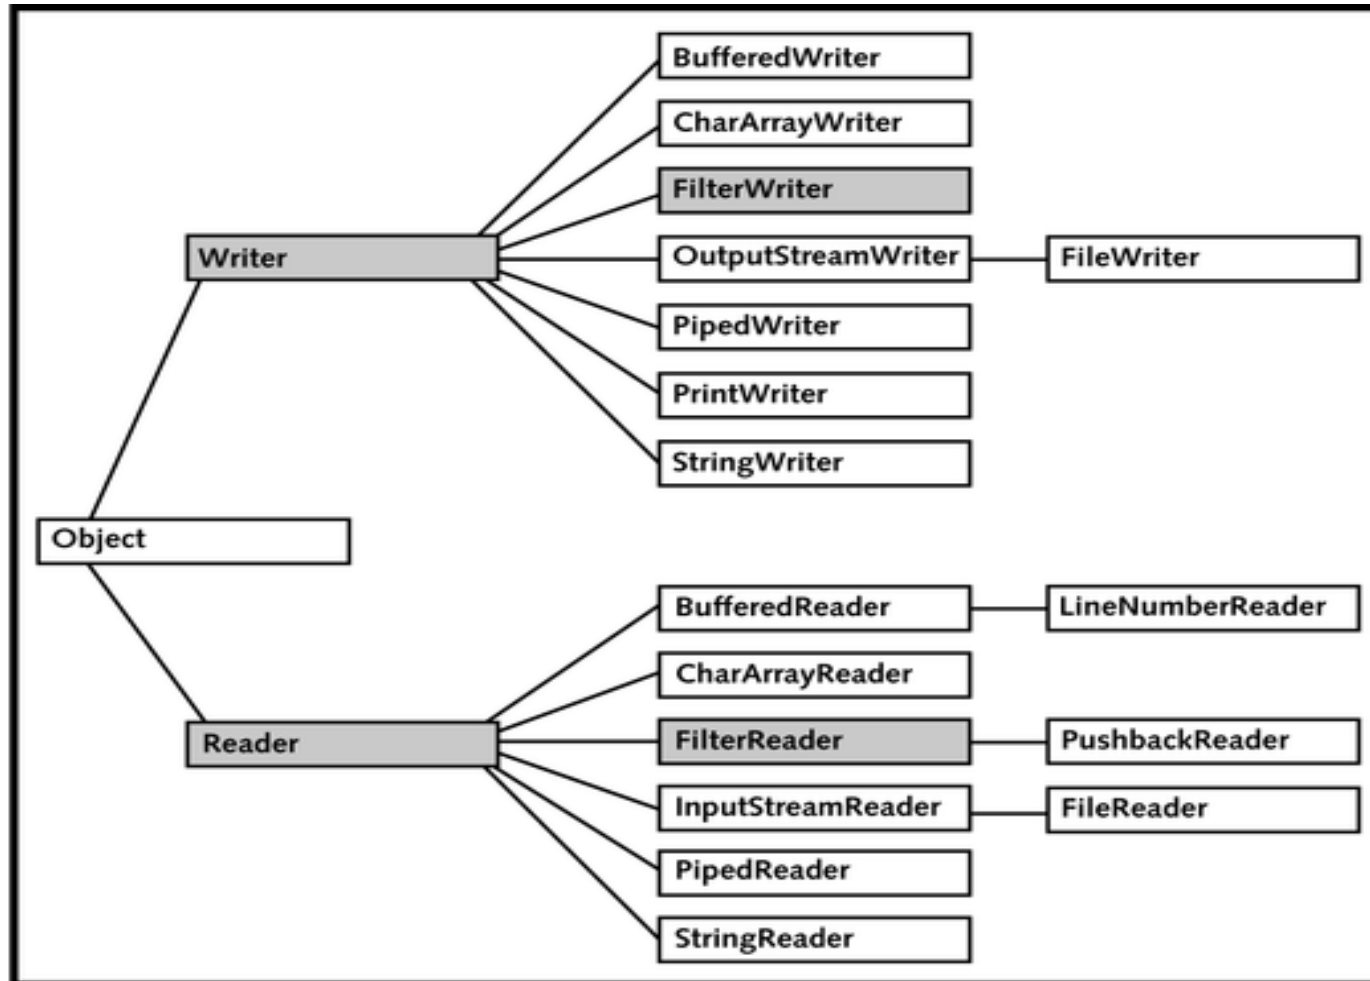 BufferedWriter
CharArrayWriter
FilterWriter
Writer
OutputStreamWriter
FileWriter
PipedWriter
PrintWriter
StringWriter
Object
BufferedReader
LineNumberReader
CharArrayReader
Reader
FilterReader
PushbackReader
InputStreamReader
FileReader
PipedReader
StringReader